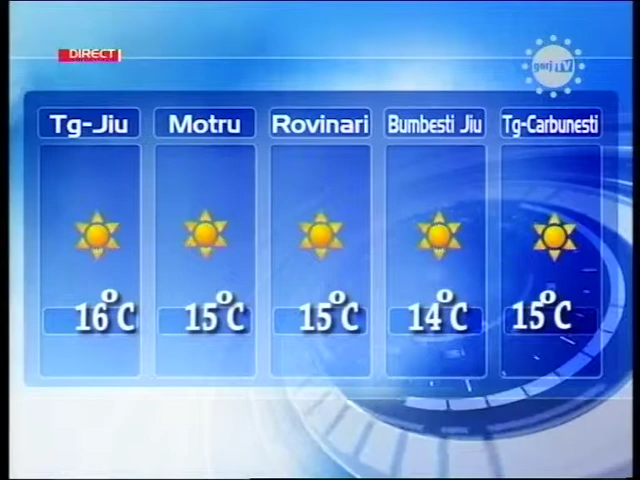 DIRECT
gorj TV
Tg-Jiu
Motru
Rovinari
Bumbesti Jiu
Tg-Carbunesti
16°C
15°C
15°C
14°C
15°C